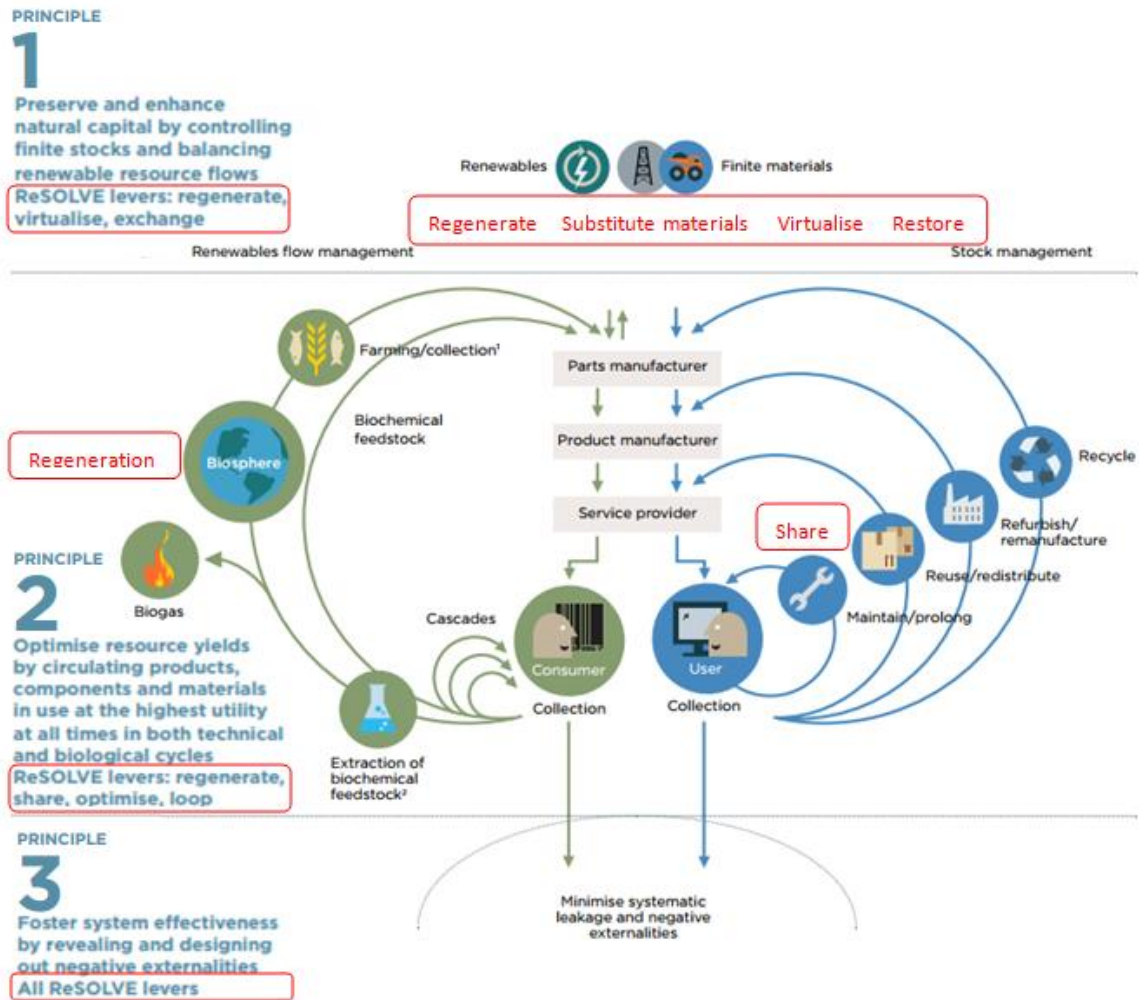 PRINCIPLE
1
Preserve and enhance
natural capital by controlling
finite stocks and balancing
renewable resource flows
ReSOLVE levers: regenerate,
virtualise, exchange
Renewables
Finite materials
Regenerate Substitute materials Virtualise Restore
Renewables flow management
Stock management
Farming/collection¹
Parts manufacturer
Biochemical
feedstock
Product manufacturer
Regeneration
Biosphere
Recycle
Service provider
Share
Refurbish/
remanufacture
Reuse/redistribute
Biogas
Cascades
Maintain/prolong
Consumer
User
Collection
Collection
Extraction of
biochemical
feedstock²
PRINCIPLE
2
Optimise resource yields
by circulating products,
components and materials
in use at the highest utility
at all times in both technical
and biological cycles
ReSOLVE levers: regenerate,
share, optimise, loop
PRINCIPLE
3
Foster system effectiveness
by revealing and designing
out negative externalities
All ReSOLVE levers
Minimise systematic
leakage and negative
externalities